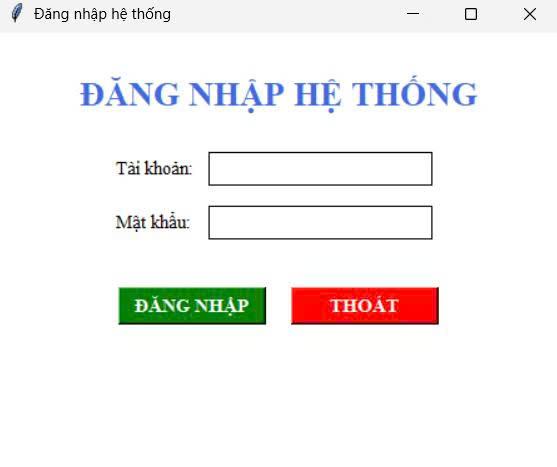 Đăng nhập hệ thống
ĐĂNG NHẬP HỆ THỐNG
Tài khoản:
Mật khẩu:
ĐĂNG NHẬP THOÁT